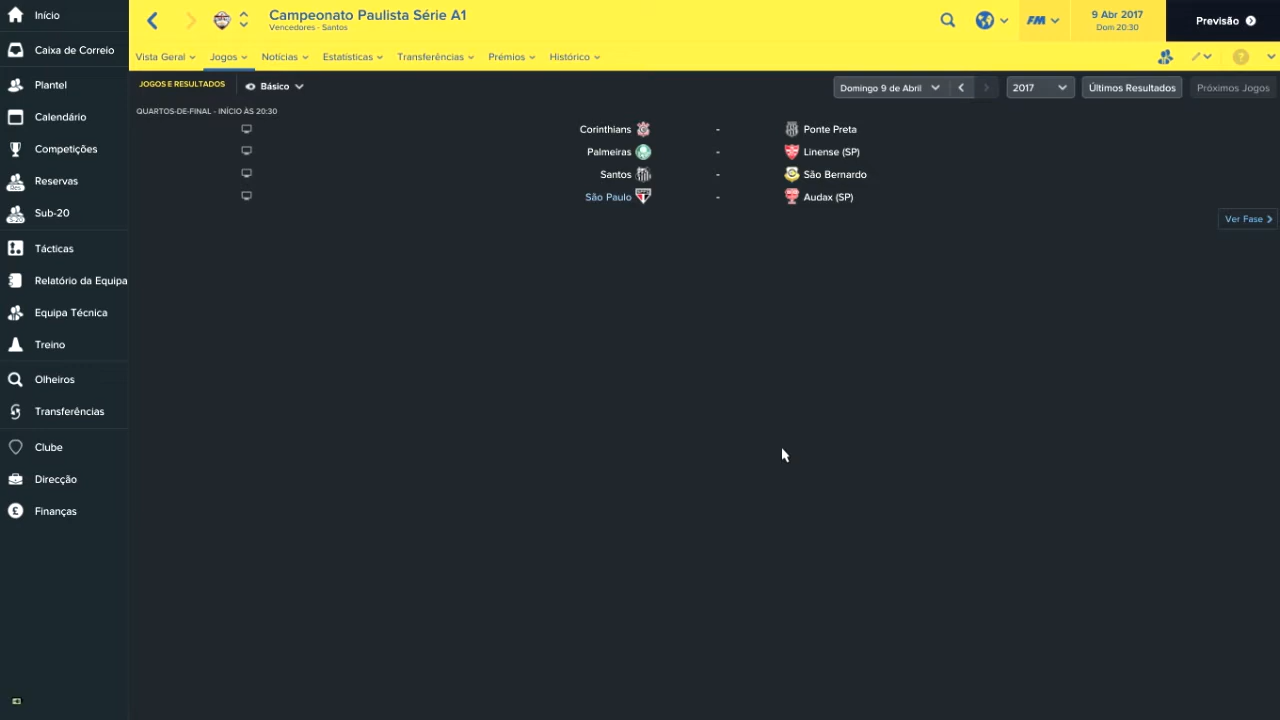 Início
Campeonato Paulista Série A1
Vencedores - Santos
FM
9 Abr 2017
Dom 20:30
Previsão
Caixa de Correio
Vista Geral
Jogos
Notícias
Estatísticas
Transferências
Prémios
Histórico
Plantel
JOGOS E RESULTADOS
Básico
Domingo 9 de Abril
2017
Últimos Resultados
Próximos Jogos
QUARTOS-DE-FINAL - INÍCIO ÀS 20:30
Calendário
Corinthians - Ponte Preta
Competições
Palmeiras - Linense (SP)
Santos - São Bernardo
Reservas
São Paulo - Audax (SP)
Sub-20
Ver Fase
Tácticas
Relatório da Equipa
Equipa Técnica
Treino
Olheiros
Transferências
Clube
Direcção
Finanças